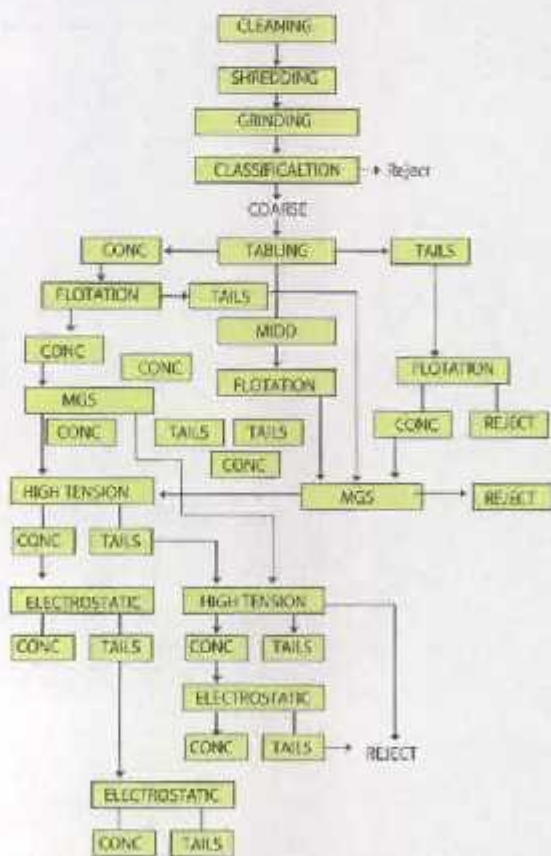 CLEANING
SHREDDING
GRINDING
CLASSIFICALTION Reject
COARSE
CONC TABLING TAILS
FLOTATION TAILS
MIDD
CONC
CONC FLOTATION FLOTATION
MGS
CONC TAILS TAILS CONC REJECT
CONC
HIGH TENSION MGS REJECT
CONC TAILS
ELECTROSTATIC HIGH TENSION
CONC TAILS CONC TAILS
ELECTROSTATIC
CONC TAILS REJECT
ELECTROSTATIC
CONC TAILS